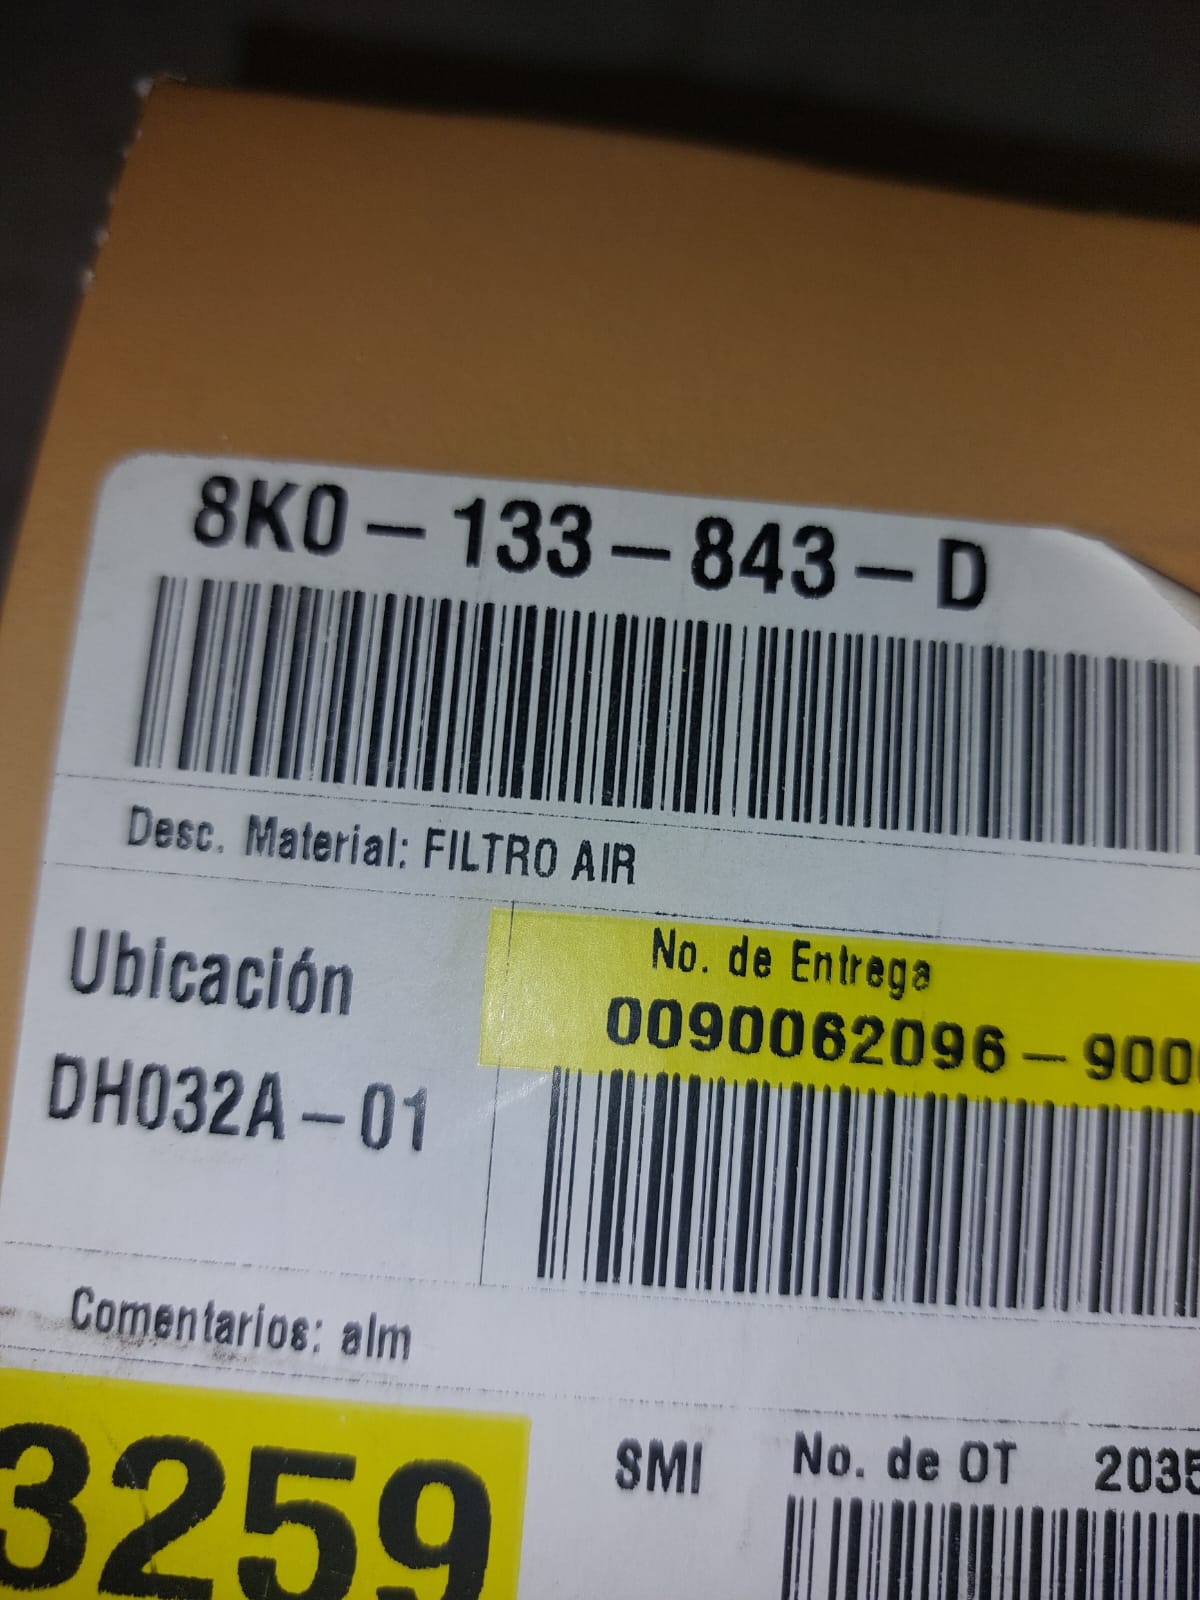 8K0-133-843-D
Desc. Material: FILTRO AIR
Ubicación
No. de Entrega
0090062096-900
DH032A-01
Comentarios: alm
3259
SMI
No. de OT
2035